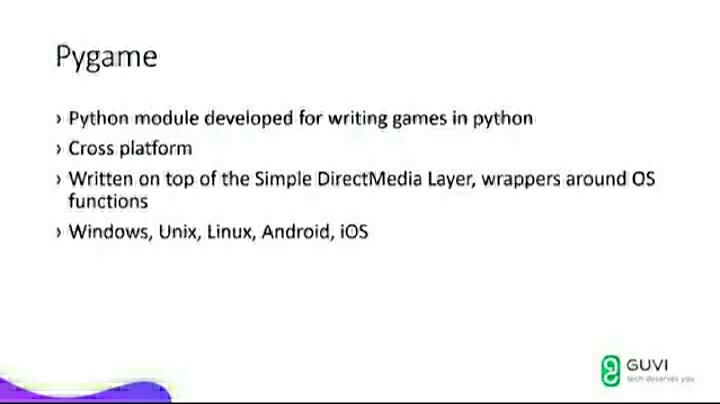 Pygame
› Python module developed for writing games in python
› Cross platform
› Written on top of the Simple DirectMedia Layer, wrappers around OS
functions
› Windows, Unix, Linux, Android, iOS
GUVI
tech deserves you